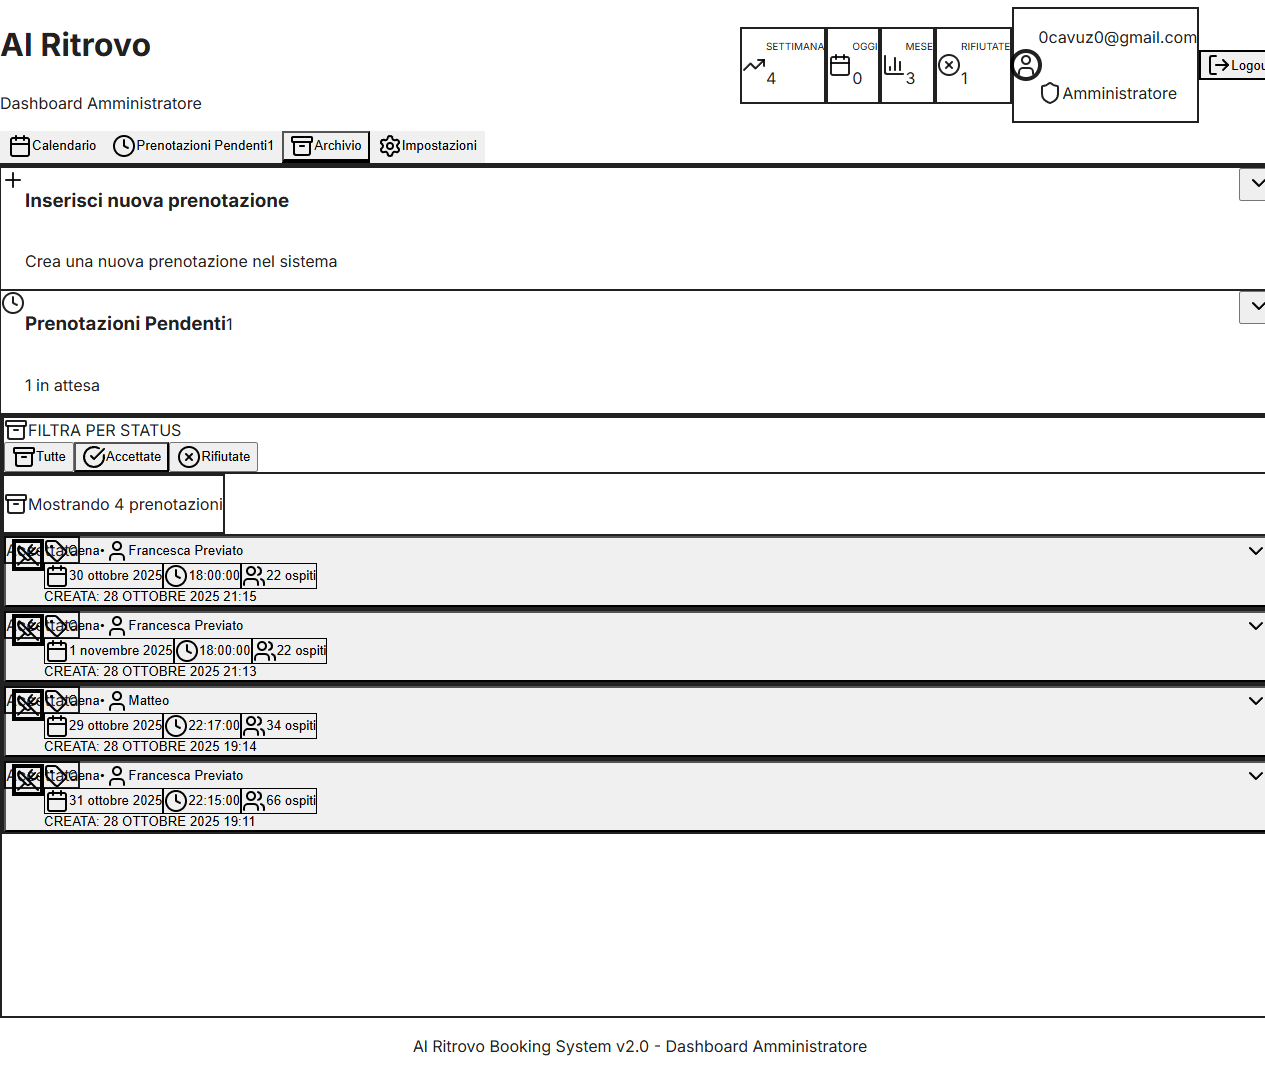 Al Ritrovo
Dashboard Amministratore
SETTIMANA
4
OGGI
0
MESE
3
RIFIUTATE
1
0cavuz0@gmail.com
Amministratore
Logou
Calendario
Prenotazioni Pendenti1
Archivio
Impostazioni
Inserisci nuova prenotazione
Crea una nuova prenotazione nel sistema
Prenotazioni Pendenti1
1 in attesa
FILTRA PER STATUS
Tutte
Accettate
Rifiutate
Mostrando 4 prenotazioni
Cena• Francesca Previato
30 ottobre 2025 18:00:00 22 ospiti
CREATA: 28 OTTOBRE 2025 21:15
Cena• Francesca Previato
1 novembre 2025 18:00:00 22 ospiti
CREATA: 28 OTTOBRE 2025 21:13
Cena• Matteo
29 ottobre 2025 22:17:00 34 ospiti
CREATA: 28 OTTOBRE 2025 19:14
Cena• Francesca Previato
31 ottobre 2025 22:15:00 66 ospiti
CREATA: 28 OTTOBRE 2025 19:11
Al Ritrovo Booking System v2.0 - Dashboard Amministratore